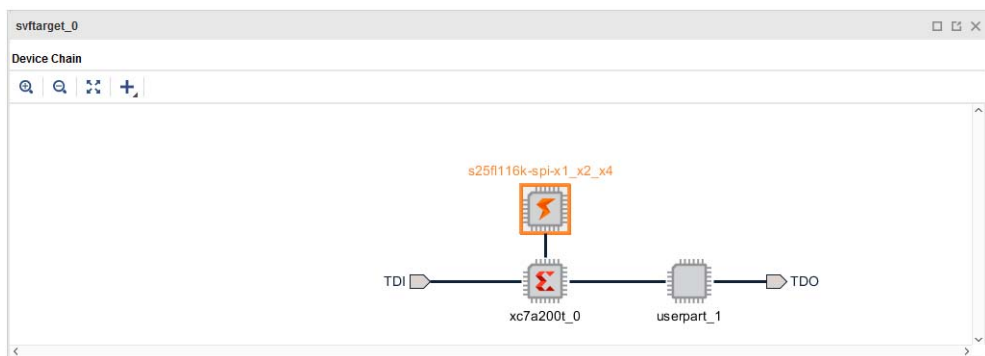 svftarget_0
Device Chain
s25fl116k-spi-x1_x2_x4
TDI
TDO
xc7a200t_0
userpart_1